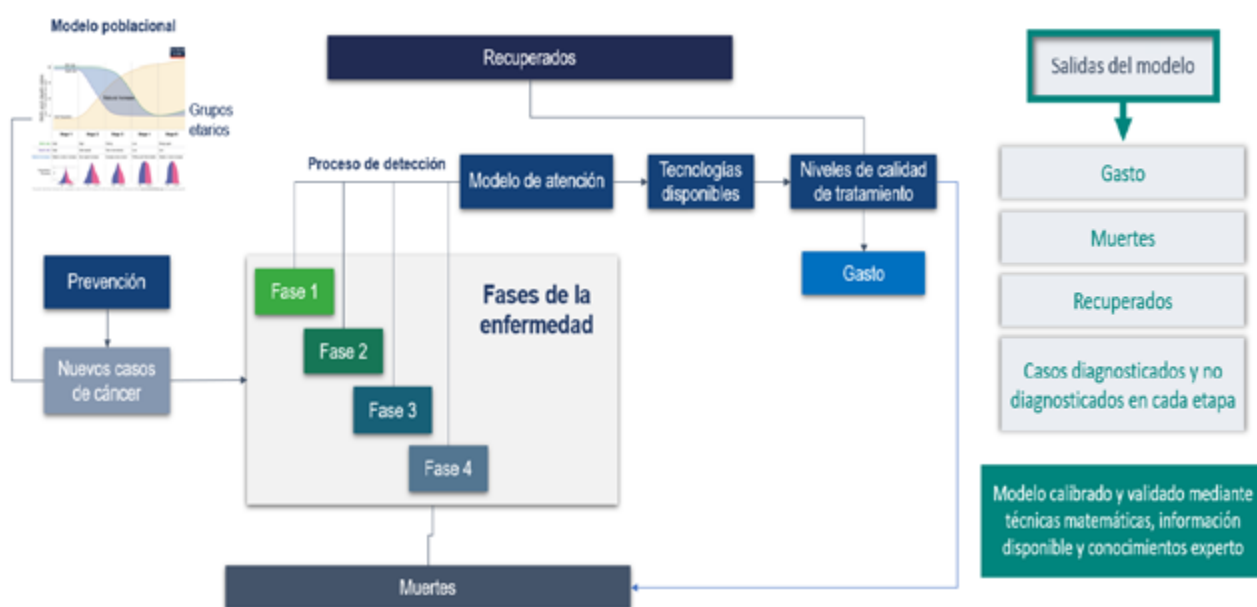 Modelo poblacional
Grupos
etarios
Recuperados
Proceso de detección
Modelo de atención
Tecnologías
disponibles
Niveles de calidad
de tratamiento
Gasto
Prevención
Nuevos casos
de cáncer
Fase 1
Fase 2
Fase 3
Fase 4
Fases de la
enfermedad
Muertes
Salidas del modelo
Gasto
Muertes
Recuperados
Casos diagnosticados y no
diagnosticados en cada etapa
Modelo calibrado y validado mediante
técnicas matemáticas, información
disponible y conocimientos experto